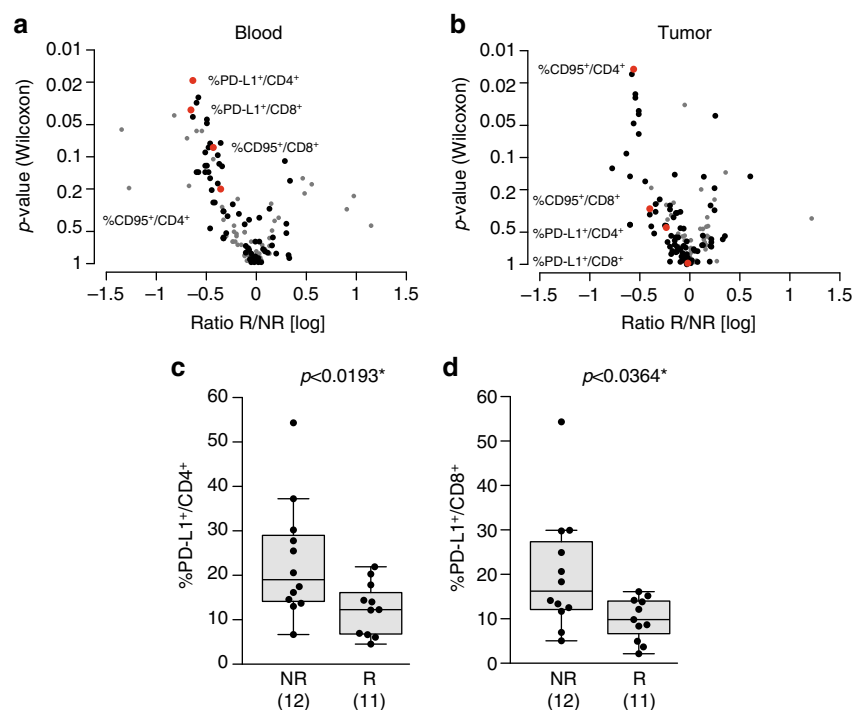 a
Blood
p-value (Wilcoxon)
0.01
0.02
0.05
0.1
0.2
0.5
1
%PD-L1⁺/CD4⁺
%PD-L1⁺/CD8⁺
%CD95⁺/CD8⁺
%CD95⁺/CD4⁺
−1.5 −1 −0.5 0 0.5 1 1.5
Ratio R/NR [log]
b
Tumor
p-value (Wilcoxon)
0.01
0.02
0.05
0.1
0.2
0.5
1
%CD95⁺/CD4⁺
%CD95⁺/CD8⁺
%PD-L1⁺/CD4⁺
%PD-L1⁺/CD8⁺
−1.5 −1 −0.5 0 0.5 1 1.5
Ratio R/NR [log]
c
p<0.0193*
%PD-L1⁺/CD4⁺
60
50
40
30
20
10
0
NR R
(12) (11)
d
p<0.0364*
%PD-L1⁺/CD8⁺
60
50
40
30
20
10
0
NR R
(12) (11)